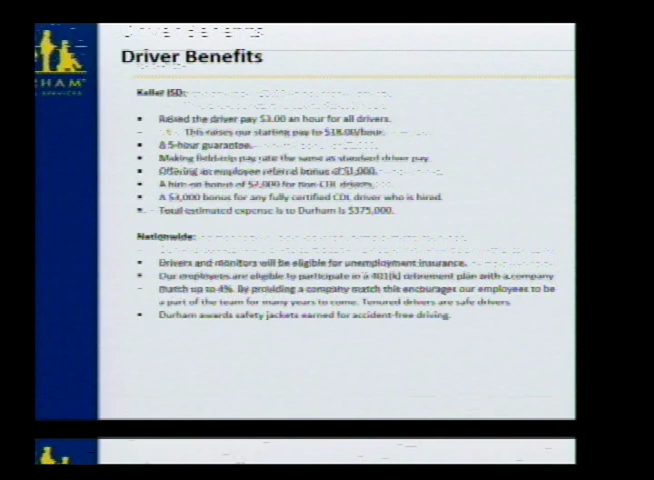 Driver Benefits
HAM
SERVICES
Driver Benefits
Keller ISD:
Raised the driver pay $3.00 an hour for all drivers.
This raises our starting pay to $18.00/hour.
A 5-hour guarantee.
Making field-trip pay rate the same as standard driver pay
Offering an employee referral bonus of $1,000.
A hire-on bonus of $2,000 for non-CDL drivers.
A $4,000 bonus for any fully certified CDL driver who is hired.
Total estimated expense is to Durham is $375,000.
Nationwide:
Drivers and monitors will be eligible for unemployment insurance.
Our employees are eligible to participate in a 401(k) retirement plan with a company
match up to 4%. By providing a company match this encourages our employees to be
a part of the team for many years to come. Tenured drivers are safe drivers.
Durham awards safety jackets earned for accident-free driving.